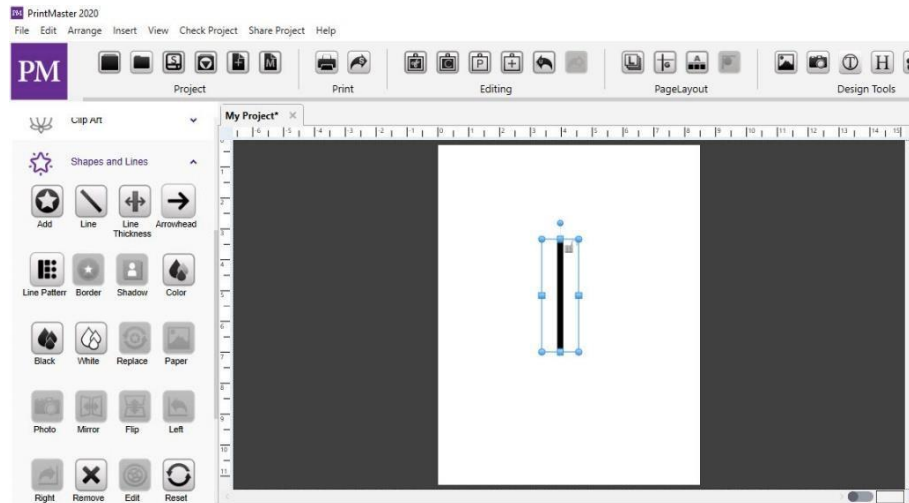 PrintMaster 2020
File Edit Arrange Insert View Check Project Share Project Help
PM
Project
Print
Editing
PageLayout
Design Tools
Clip Art
My Project*
Shapes and Lines
Add
Line
Line Thickness
Arrowhead
Line Pattern
Border
Shadow
Color
Black
White
Replace
Paper
Photo
Mirror
Flip
Left
Right
Remove
Edit
Reset